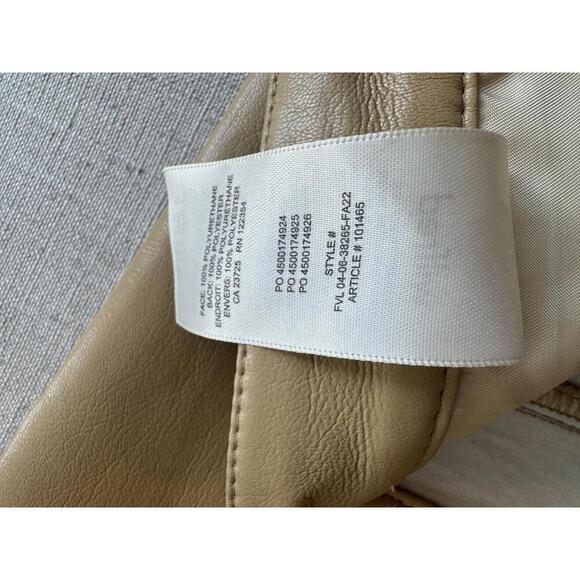 FACE: 100% POLYURETHANE
BACK: 100% POLYESTER
ENDROIT: 100% POLYURETHANE
ENVERS: 100% POLYESTER
CA 23725 RN 122354
PO 4500174924
PO 4500174925
PO 4500174926
STYLE #
FVL 04-06-38265-FA22
ARTICLE # 101465